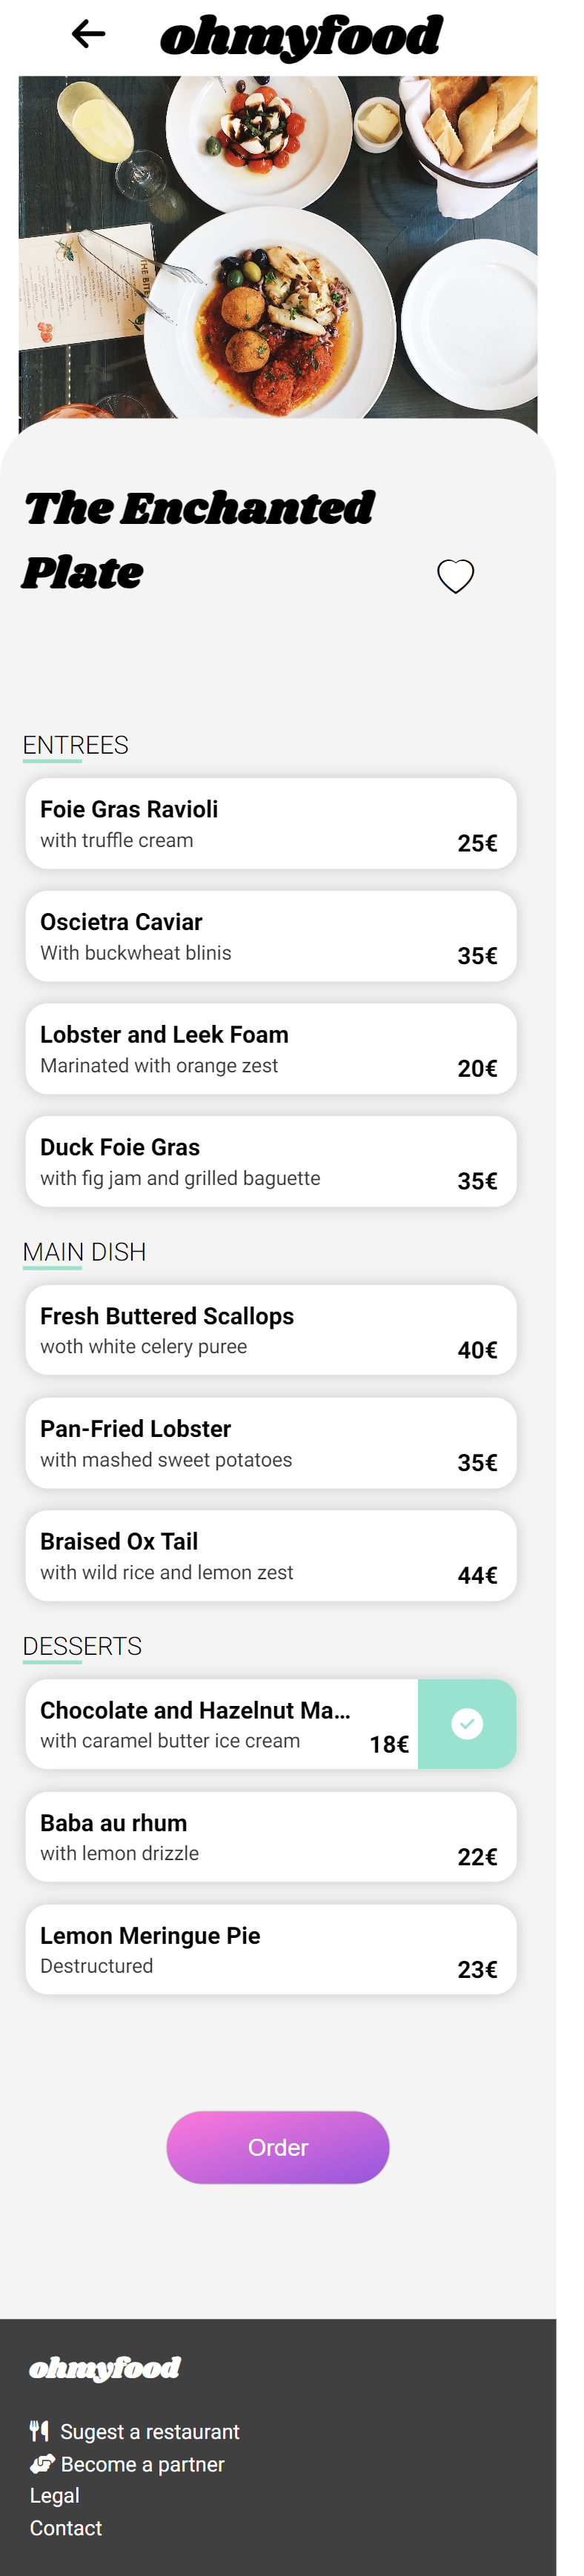 ohmyfood
THE BITE
The Enchanted
Plate
ENTREES
Foie Gras Ravioli
with truffle cream
25€
Oscietra Caviar
With buckwheat blinis
35€
Lobster and Leek Foam
Marinated with orange zest
20€
Duck Foie Gras
with fig jam and grilled baguette
35€
MAIN DISH
Fresh Buttered Scallops
woth white celery puree
40€
Pan-Fried Lobster
with mashed sweet potatoes
35€
Braised Ox Tail
with wild rice and lemon zest
44€
DESSERTS
Chocolate and Hazelnut Ma...
with caramel butter ice cream
18€
Baba au rhum
with lemon drizzle
22€
Lemon Meringue Pie
Destructured
23€
Order
ohmyfood
Sugest a restaurant
Become a partner
Legal
Contact